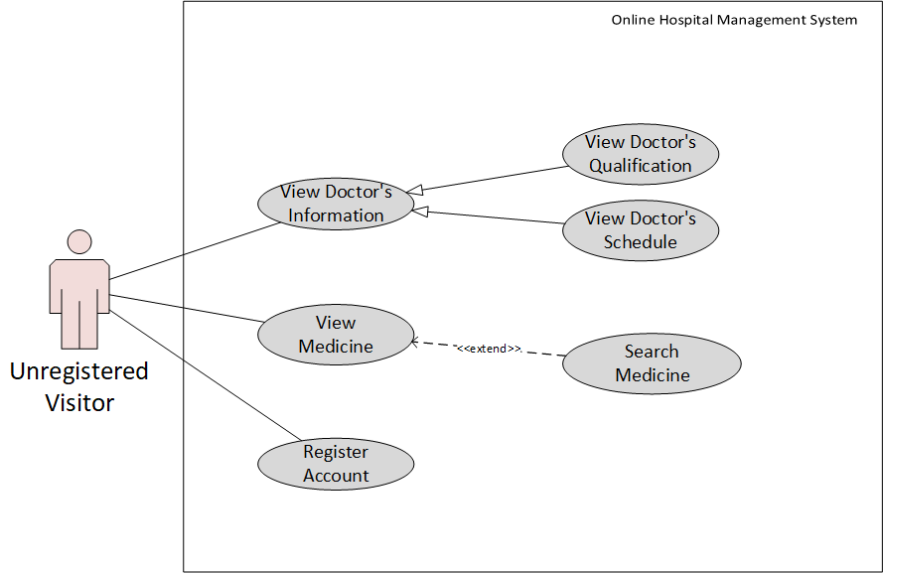 Online Hospital Management System
View Doctor's
Qualification
View Doctor's
Information
View Doctor's
Schedule
View
Medicine
<<extend>>
Search
Medicine
Unregistered
Visitor
Register
Account